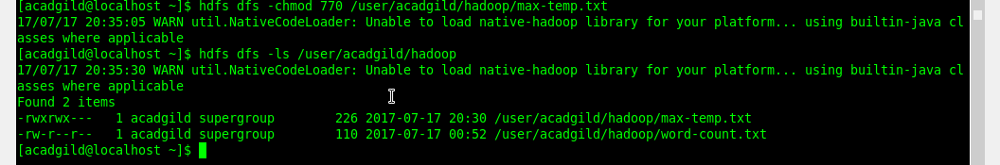 [acadgild@localhost ~]$ hdfs dfs -chmod 770 /user/acadgild/hadoop/max-temp.txt
17/07/17 20:35:05 WARN util.NativeCodeLoader: Unable to load native-hadoop library for your platform... using builtin-java cl
asses where applicable
[acadgild@localhost ~]$ hdfs dfs -ls /user/acadgild/hadoop
17/07/17 20:35:30 WARN util.NativeCodeLoader: Unable to load native-hadoop library for your platform... using builtin-java cl
asses where applicable
Found 2 items
-rwxrwx---   1 acadgild supergroup        226 2017-07-17 20:30 /user/acadgild/hadoop/max-temp.txt
-rw-r--r--   1 acadgild supergroup        110 2017-07-17 00:52 /user/acadgild/hadoop/word-count.txt
[acadgild@localhost ~]$